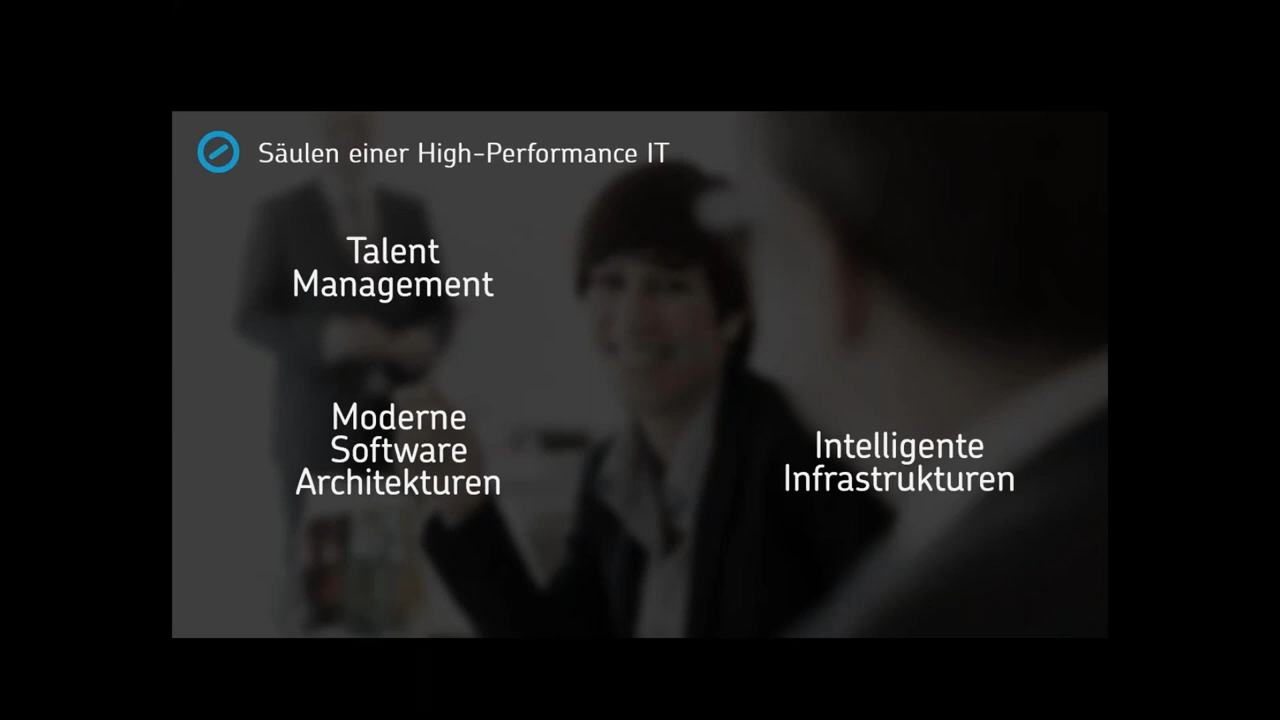 Säulen einer High-Performance IT
Talent
Management
Moderne
Software
Architekturen
Intelligente
Infrastrukturen